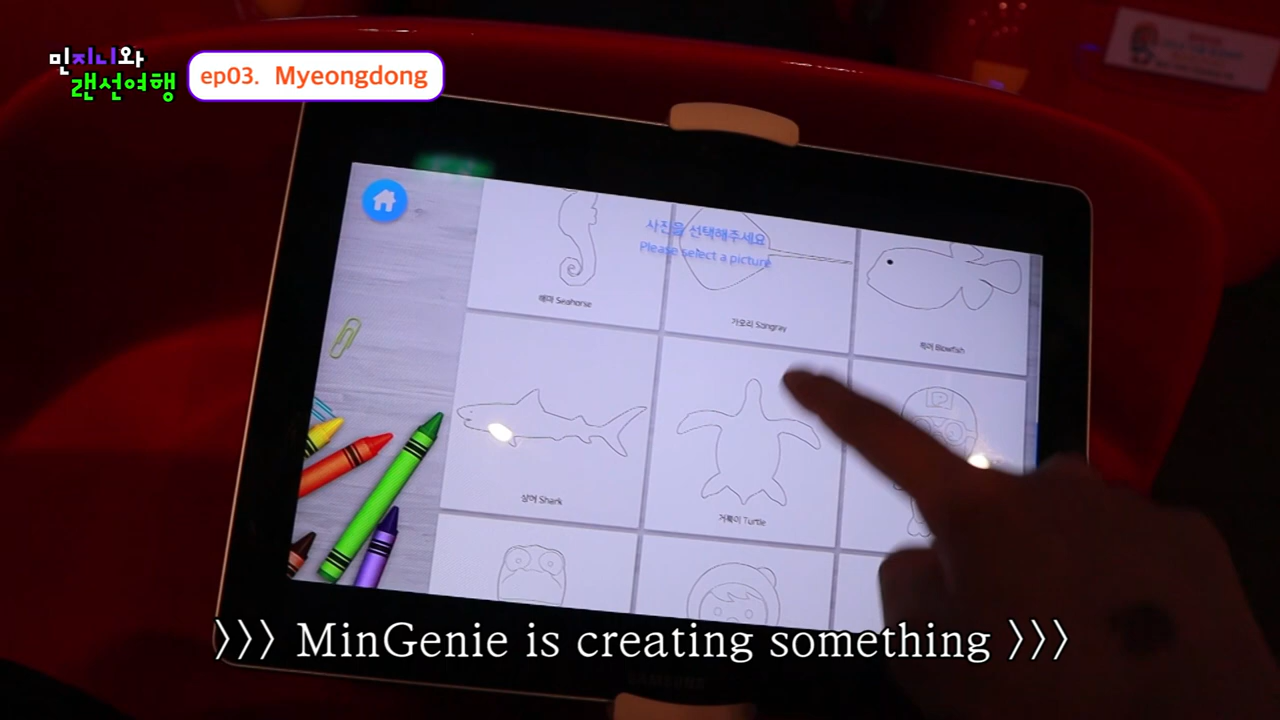 민지니와
랜선여행
ep03. Myeongdong
사진을 선택해주세요
Please select a picture
해마 Seahorse
가오리 Stingray
복어 Blowfish
상어 Shark
거북이 Turtle
P
>>> MinGenie is creating something >>>
SAMSUNG